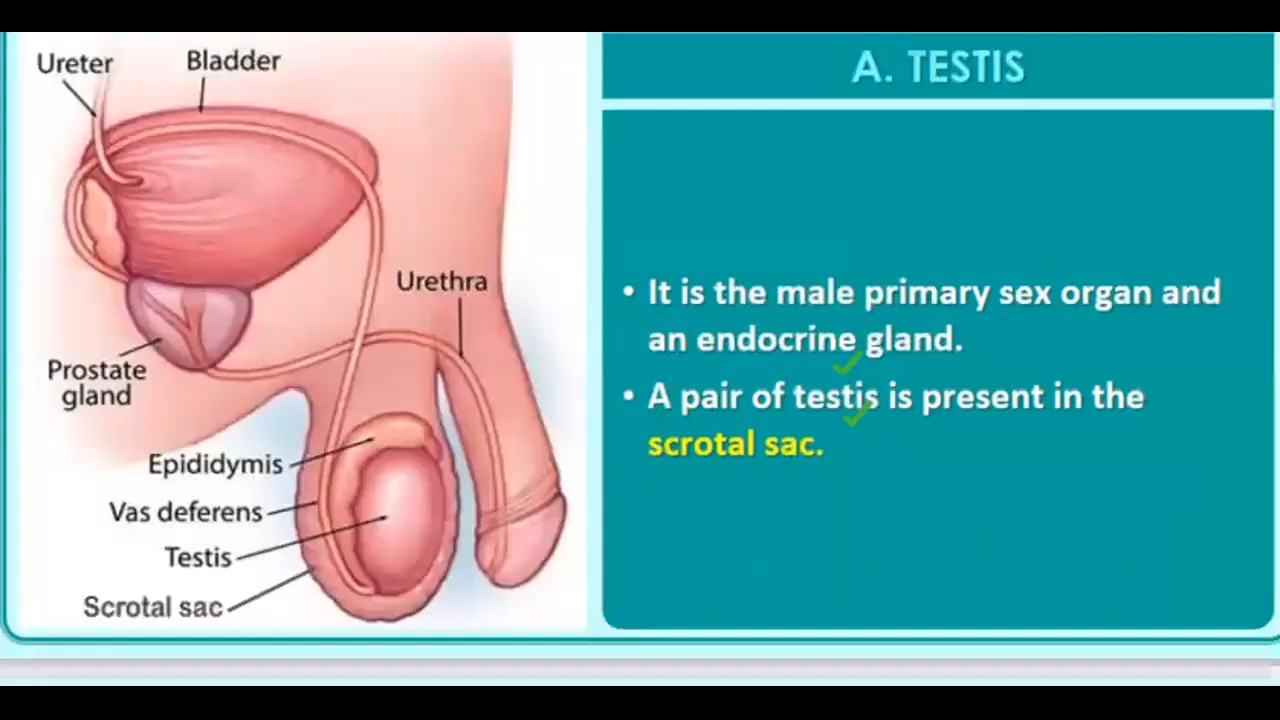 Ureter
Bladder
Urethra
Prostate
gland
Epididymis
Vas deferens
Testis
Scrotal sac
A. TESTIS
• It is the male primary sex organ and
an endocrine gland.
• A pair of testis is present in the
scrotal sac.